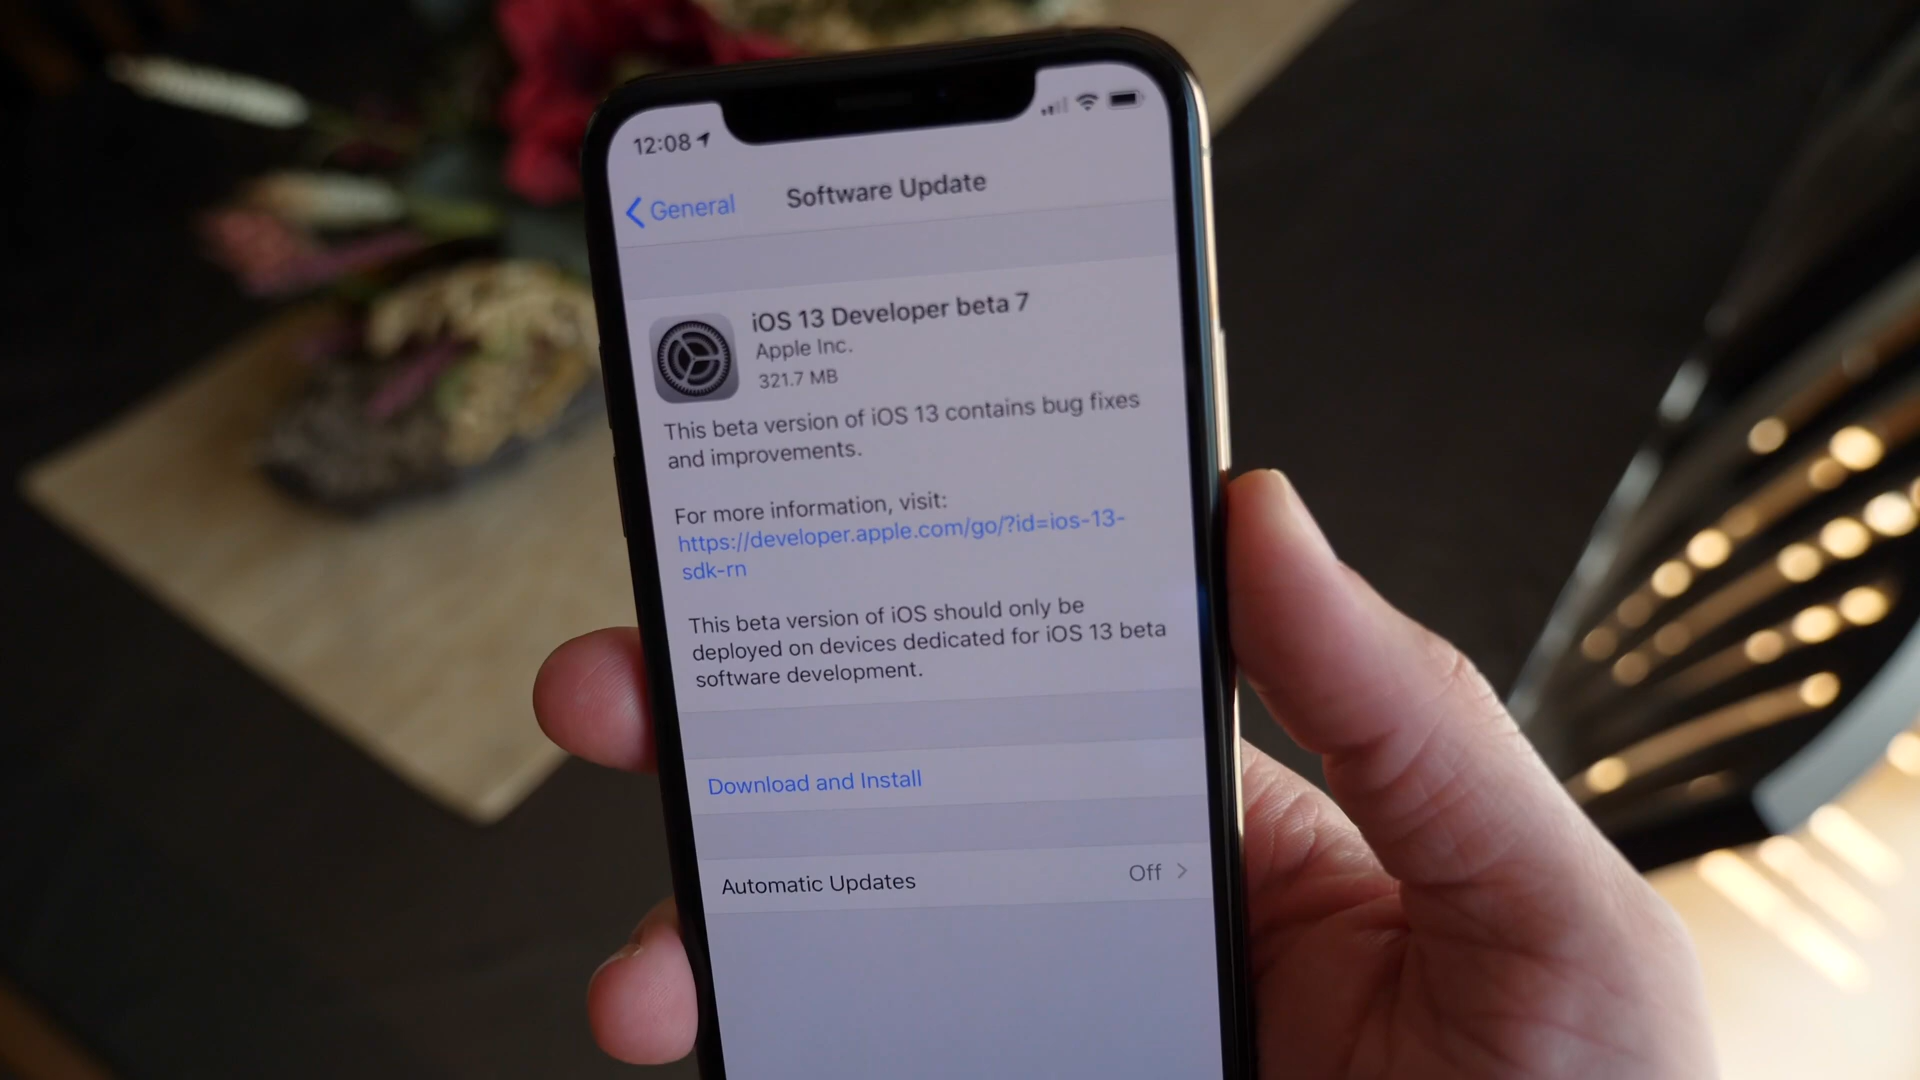 12:08
General
Software Update
iOS 13 Developer beta 7
Apple Inc.
321.7 MB
This beta version of iOS 13 contains bug fixes
and improvements.
For more information, visit:
https://developer.apple.com/go/?id=ios-13-
sdk-rn
This beta version of iOS should only be
deployed on devices dedicated for iOS 13 beta
software development.
Download and Install
Automatic Updates Off